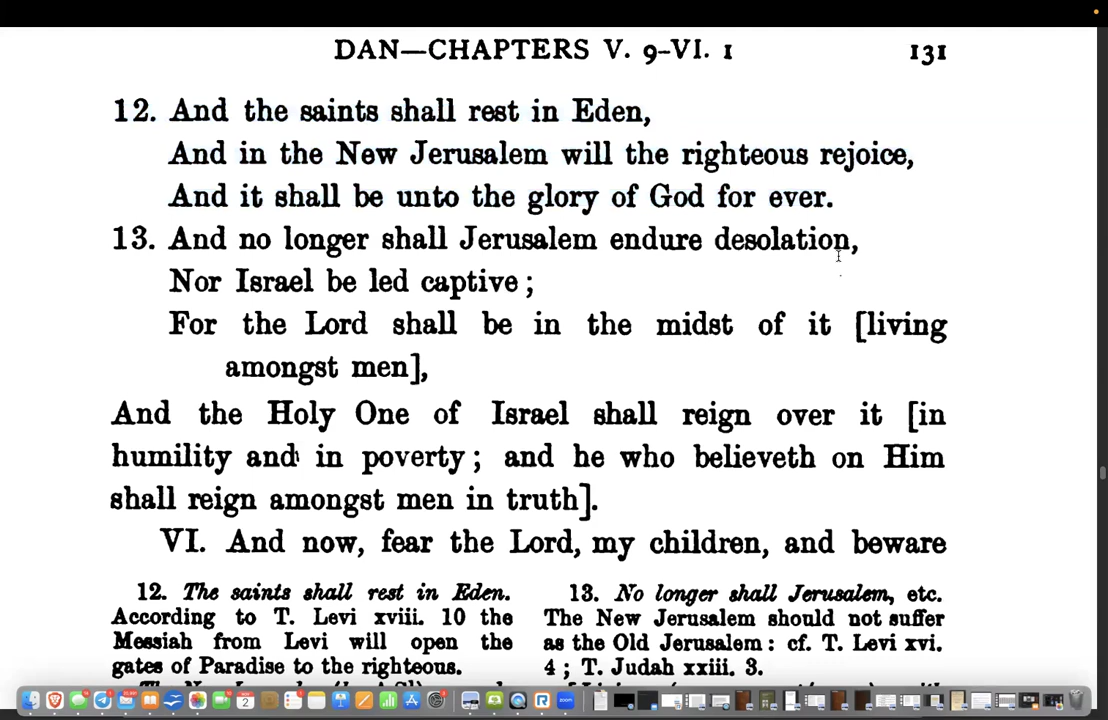 DAN—CHAPTERS V. 9–VI. 1 131
12. And the saints shall rest in Eden,
And in the New Jerusalem will the righteous rejoice,
And it shall be unto the glory of God for ever.
13. And no longer shall Jerusalem endure desolation,
Nor Israel be led captive ;
For the Lord shall be in the midst of it [living
amongst men],
And the Holy One of Israel shall reign over it [in
humility and in poverty ; and he who believeth on Him
shall reign amongst men in truth].
VI. And now, fear the Lord, my children, and beware
12. The saints shall rest in Eden.
According to T. Levi xviii. 10 the
Messiah from Levi will open the
gates of Paradise to the righteous.
13. No longer shall Jerusalem, etc.
The New Jerusalem should not suffer
as the Old Jerusalem : cf. T. Levi xvi.
4 ; T. Judah xxiii. 3.